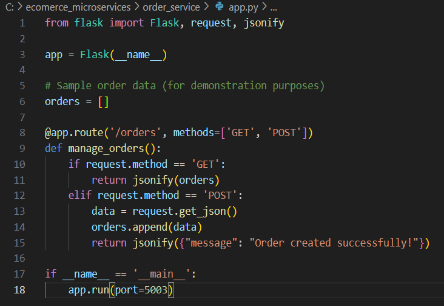 C: > ecomerce_microservices > order_service > app.py > ...
1 from flask import Flask, request, jsonify
2
3 app = Flask(__name__)
4
5 # Sample order data (for demonstration purposes)
6 orders = []
7
8 @app.route('/orders', methods=['GET', 'POST'])
9 def manage_orders():
10     if request.method == 'GET':
11         return jsonify(orders)
12     elif request.method == 'POST':
13         data = request.get_json()
14         orders.append(data)
15         return jsonify({"message": "Order created successfully!"})
16
17 if __name__ == '__main__':
18     app.run(port=5003)